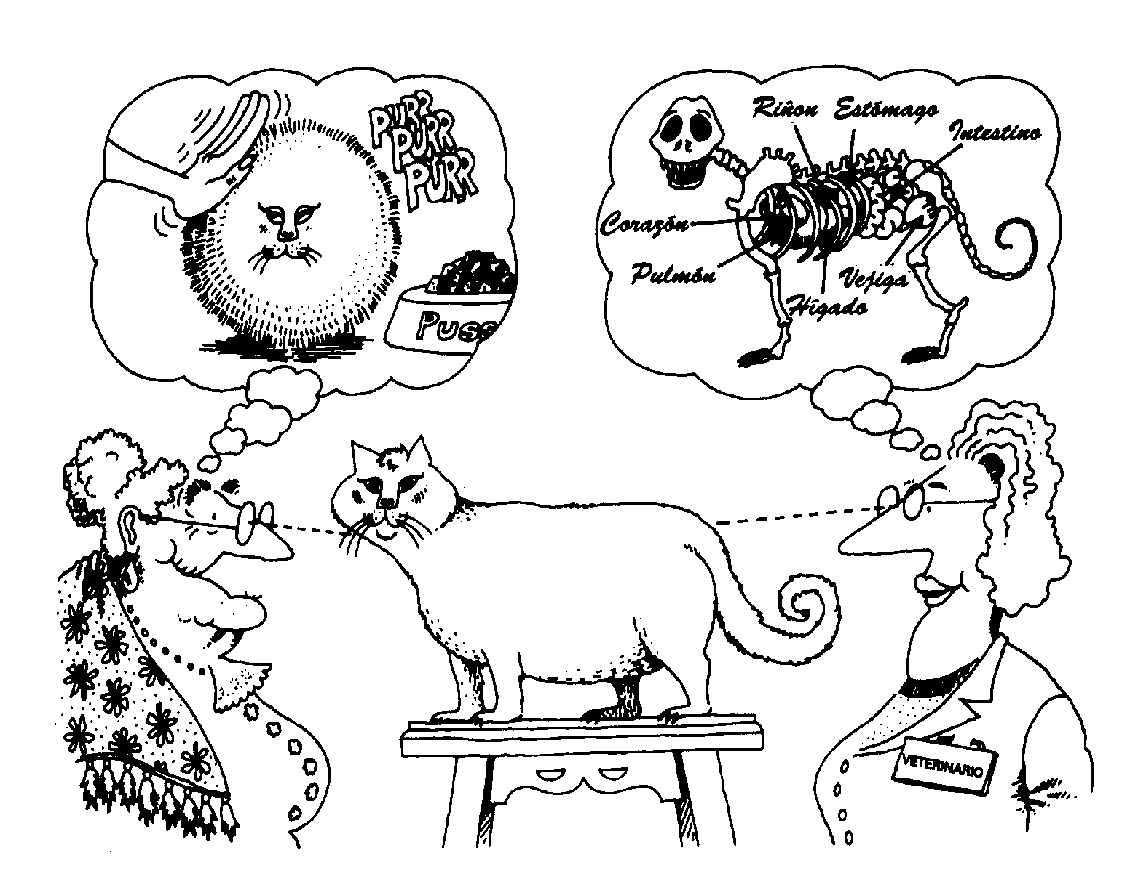 PURR
PURR
PURR
Puss
Riñon Estómago
Intestino
Corazón
Pulmón
Vejiga
Hígado
VETERINARIO